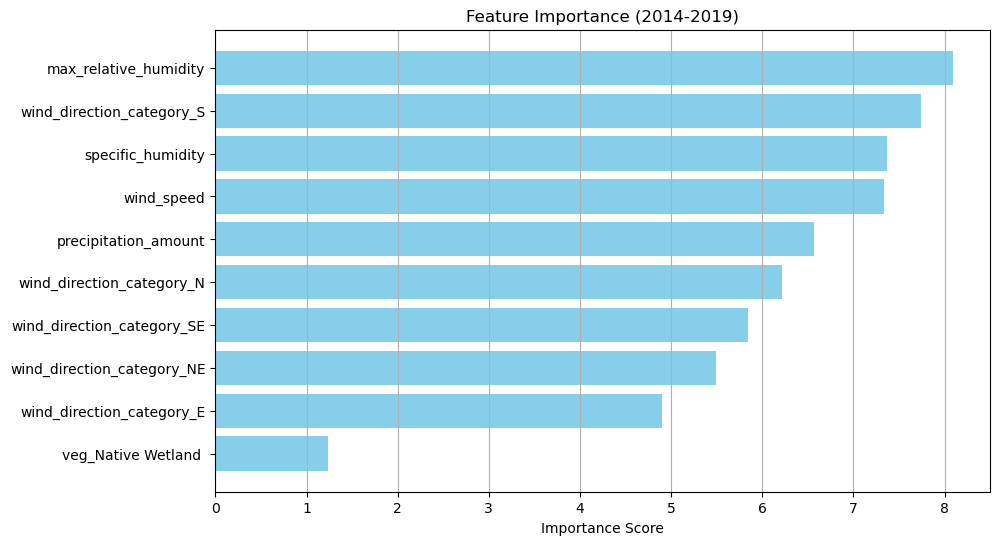 Feature Importance (2014-2019)
max_relative_humidity
wind_direction_category_S
specific_humidity
wind_speed
precipitation_amount
wind_direction_category_N
wind_direction_category_SE
wind_direction_category_NE
wind_direction_category_E
veg_Native Wetland
0 1 2 3 4 5 6 7 8
Importance Score